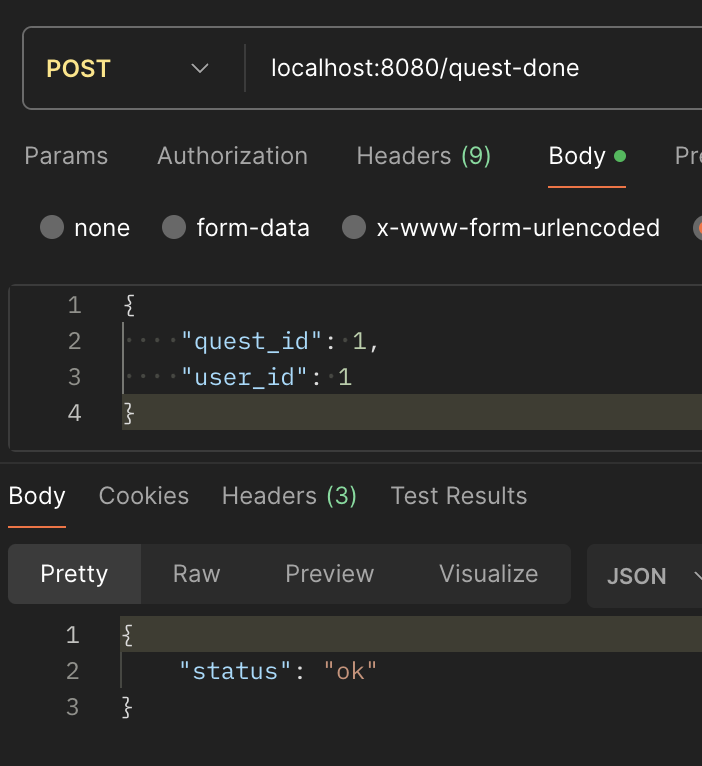 POST localhost:8080/quest-done
Params Authorization Headers (9) Body
none form-data x-www-form-urlencoded
1 {
2 "quest_id": 1,
3 "user_id": 1
4 }
Body Cookies Headers (3) Test Results
Pretty Raw Preview Visualize JSON
1 {
2 "status": "ok"
3 }